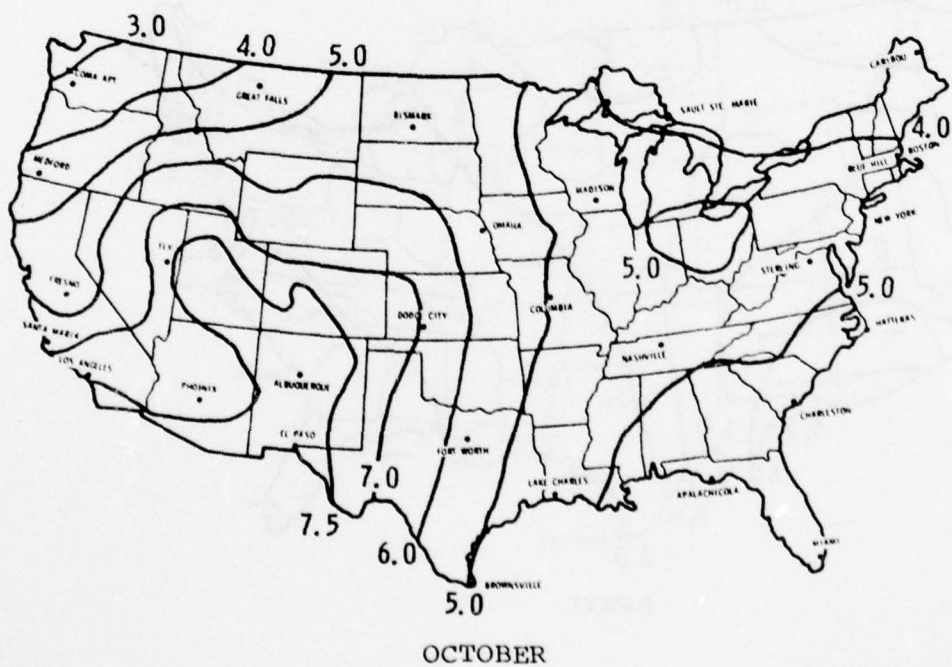 3.0
4.0
5.0
COMA APT.
GREAT FALLS
BISMARK
SAULT STE. MARIE
CARIBOU
4.0
BOSTON
BLUE HILL
MEDFORD
MADISON
NEW YORK
OMAHA
ELY
5.0
STERLING
5.0
FRESNO
COLUMBIA
HATTERAS
SANTA MARIA
DODGE CITY
NASHVILLE
LOS ANGELES
PHOENIX
ALBUQUERQUE
CHARLESTON
EL PASO
FORT WORTH
7.0
LAKE CHARLES
APALACHICOLA
7.5
6.0
MIAMI
BROWNSVILLE
5.0
OCTOBER